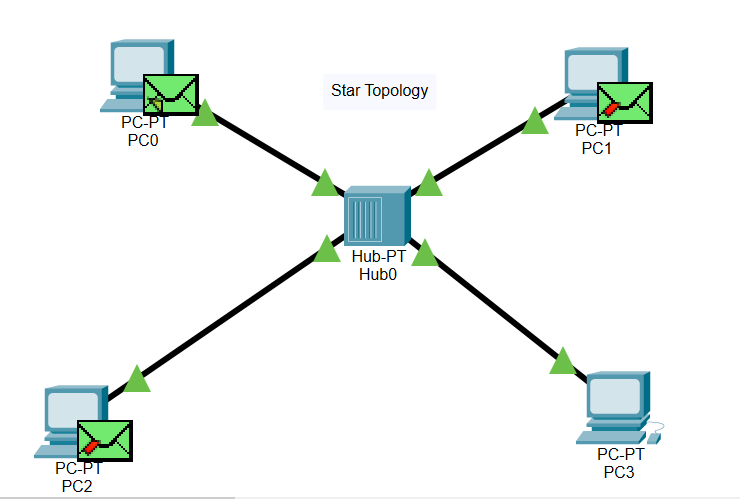 Star Topology
PC-PT
PC0
PC-PT
PC1
Hub-PT
Hub0
PC-PT
PC2
PC-PT
PC3